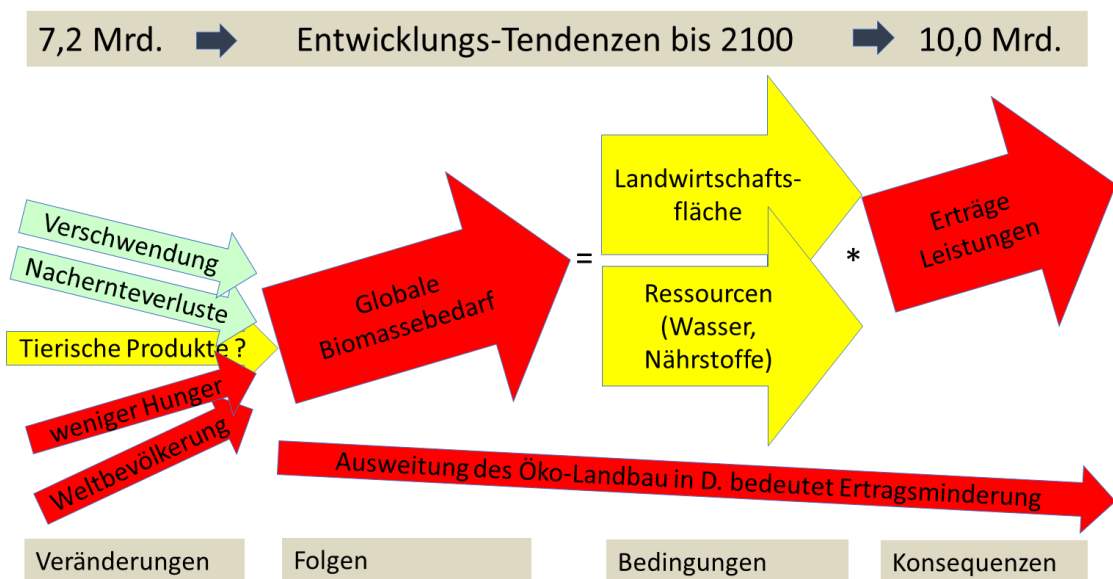 7,2 Mrd. Entwicklungs-Tendenzen bis 2100 10,0 Mrd.
Verschwendung
Nachernteverluste
Tierische Produkte ?
weniger Hunger
Weltbevölkerung
Globale
Biomassebedarf
=
Landwirtschafts-
fläche
Ressourcen
(Wasser,
Nährstoffe)
*
Erträge
Leistungen
Ausweitung des Öko-Landbau in D. bedeutet Ertragsminderung
Veränderungen
Folgen
Bedingungen
Konsequenzen